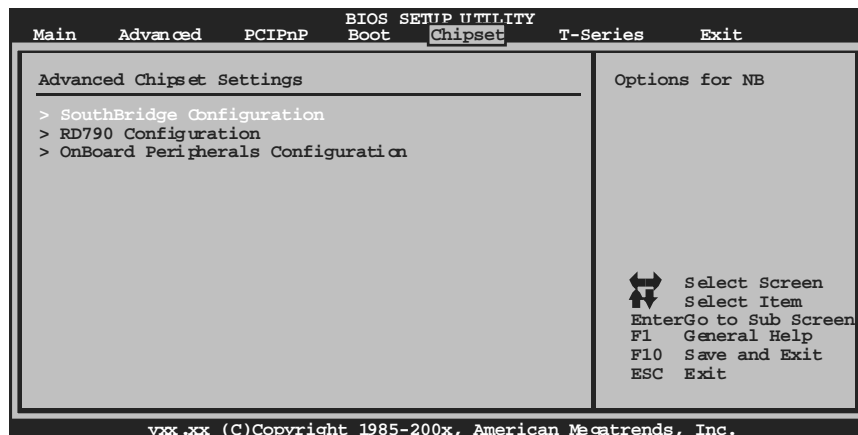 BIOS SETUP UTILITY
Main Advanced PCIPnP Boot Chipset T-Series Exit
Advanced Chipset Settings
> SouthBridge Configuration
> RD790 Configuration
> OnBoard Peripherals Configuration
Options for NB
Select Screen
Select Item
Enter Go to Sub Screen
F1 General Help
F10 Save and Exit
ESC Exit
vxx.xx (C)Copyright 1985-200x, American Megatrends, Inc.